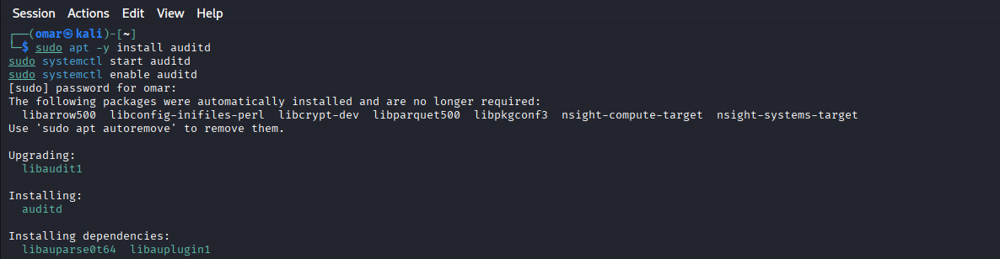 Session Actions Edit View Help
┌──(omar㉿kali)-[~]
└─$ sudo apt -y install auditd
sudo systemctl start auditd
sudo systemctl enable auditd
[sudo] password for omar:
The following packages were automatically installed and are no longer required:
  libarrow500  libconfig-inifiles-perl  libcrypt-dev  libparquet500  libpkgconf3  nsight-compute-target  nsight-systems-target
Use 'sudo apt autoremove' to remove them.

Upgrading:
  libaudit1

Installing:
  auditd

Installing dependencies:
  libauparse0t64  libauplugin1